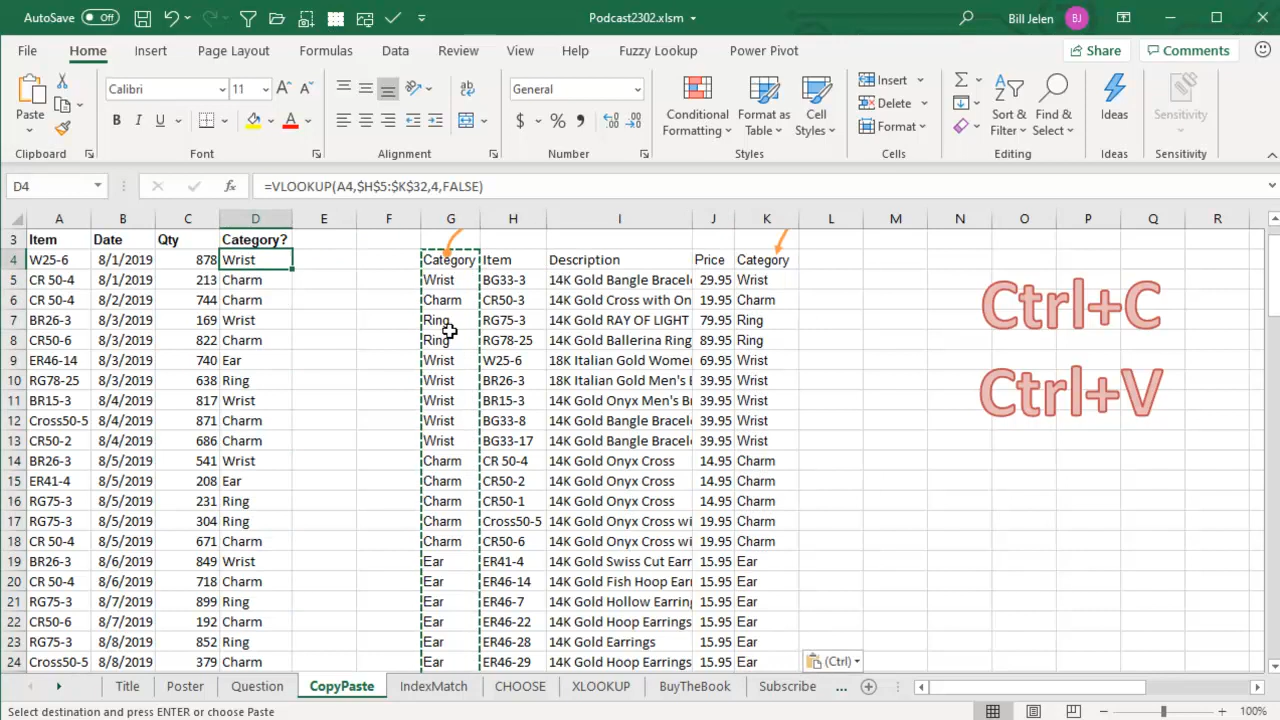 AutoSave Off Podcast2302.xlsm Bill Jelen BJ
File Home Insert Page Layout Formulas Data Review View Help Fuzzy Lookup Power Pivot Share Comments
Calibri 11 General Insert
Paste B I U $ % 9 Conditional Formatting Format as Table Cell Styles Delete Format Sort & Filter Find & Select Ideas Sensitivity
Clipboard Font Alignment Number Styles Cells Editing Ideas Sensitivity
D4 fx =VLOOKUP(A4,$H$5:$K$32,4,FALSE)
A B C D E F G H I J K L M N O P Q R
3 Item Date Qty Category?
4 W25-6 8/1/2019 878 Wrist Category Item Description Price Category
5 CR 50-4 8/1/2019 213 Charm Wrist BG33-3 14K Gold Bangle Bracele 29.95 Wrist
6 CR 50-4 8/2/2019 744 Charm Charm CR50-3 14K Gold Cross with On 19.95 Charm
7 BR26-3 8/3/2019 169 Wrist Ring RG75-3 14K Gold RAY OF LIGHT 79.95 Ring
8 CR50-6 8/3/2019 822 Charm Ring RG78-25 14K Gold Ballerina Ring 89.95 Ring
9 ER46-14 8/3/2019 740 Ear Wrist W25-6 18K Italian Gold Women 69.95 Wrist
10 RG78-25 8/3/2019 638 Ring Wrist BR26-3 18K Italian Gold Men's B 39.95 Wrist
11 BR15-3 8/4/2019 817 Wrist Wrist BR15-3 14K Gold Onyx Men's Br 39.95 Wrist
12 Cross50-5 8/4/2019 871 Charm Wrist BG33-8 14K Gold Bangle Bracele 39.95 Wrist
13 CR50-2 8/4/2019 686 Charm Wrist BG33-17 14K Gold Bangle Bracele 39.95 Wrist
14 BR26-3 8/5/2019 541 Wrist Charm CR 50-4 14K Gold Onyx Cross 14.95 Charm
15 ER41-4 8/5/2019 208 Ear Charm CR50-2 14K Gold Onyx Cross 14.95 Charm
16 RG75-3 8/5/2019 231 Ring Charm CR50-1 14K Gold Onyx Cross 14.95 Charm
17 RG75-3 8/5/2019 304 Ring Charm Cross50-5 14K Gold Onyx Cross wi 19.95 Charm
18 CR 50-4 8/5/2019 671 Charm Charm CR50-6 14K Gold Onyx Cross wi 19.95 Charm
19 BR26-3 8/6/2019 849 Wrist Ear ER41-4 14K Gold Swiss Cut Earr 15.95 Ear
20 CR 50-4 8/6/2019 718 Charm Ear ER46-14 14K Gold Fish Hoop Earr 15.95 Ear
21 RG75-3 8/7/2019 899 Ring Ear ER46-7 14K Gold Hollow Earring 15.95 Ear
22 CR50-6 8/7/2019 192 Charm Ear ER46-22 14K Gold Hoop Earrings 15.95 Ear
23 RG75-3 8/8/2019 852 Ring Ear ER46-28 14K Gold Earrings 15.95 Ear
24 Cross50-5 8/8/2019 379 Charm Ear ER46-29 14K Gold Hoop Earrings 15.95 Ear
Ctrl+C
Ctrl+V
(Ctrl)
Title Poster Question CopyPaste IndexMatch CHOOSE XLOOKUP BuyTheBook Subscribe ...
Select destination and press ENTER or choose Paste 100%